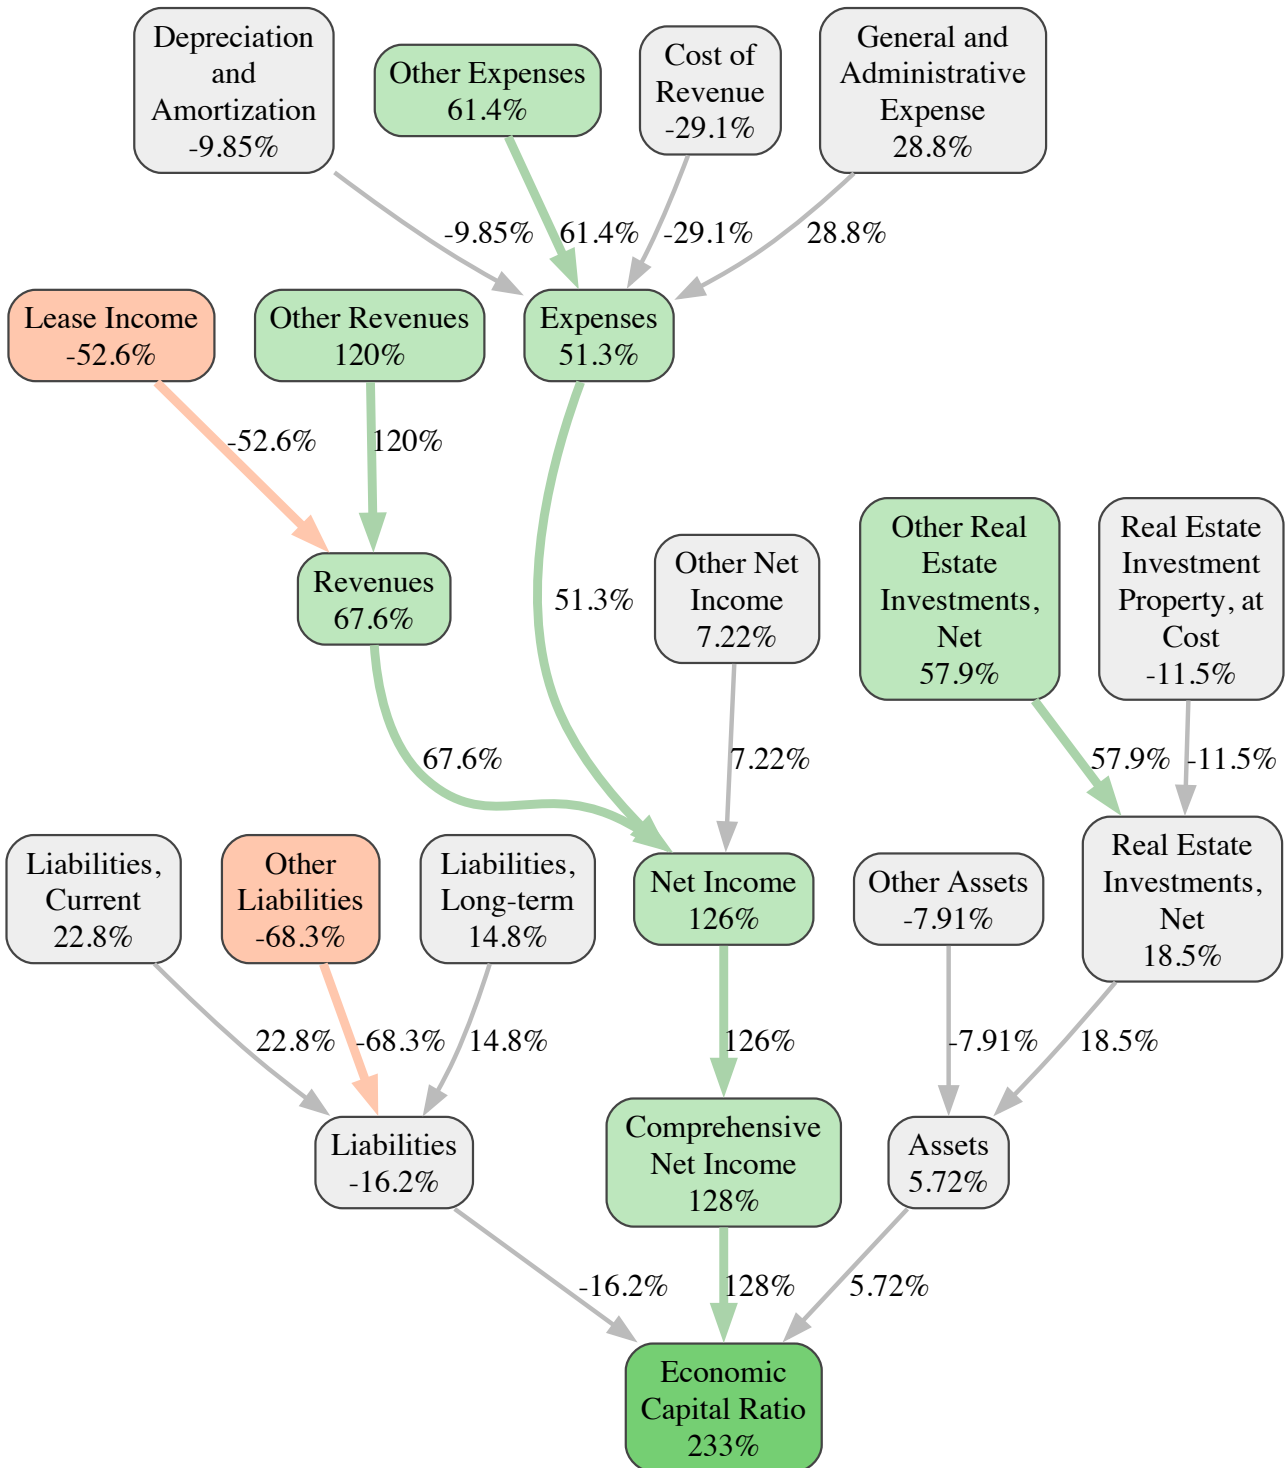 Depreciation
and
Amortization
-9.85%
Other Expenses
61.4%
Cost of
Revenue
-29.1%
General and
Administrative
Expense
28.8%
-9.85%
61.4%
-29.1%
28.8%
Lease Income
-52.6%
Other Revenues
120%
Expenses
51.3%
-52.6%
120%
Revenues
67.6%
51.3%
Other Net
Income
7.22%
Other Real
Estate
Investments,
Net
57.9%
Real Estate
Investment
Property, at
Cost
-11.5%
67.6%
7.22%
57.9%
-11.5%
Liabilities,
Current
22.8%
Other
Liabilities
-68.3%
Liabilities,
Long-term
14.8%
Net Income
126%
Other Assets
-7.91%
Real Estate
Investments,
Net
18.5%
22.8%
-68.3%
14.8%
126%
-7.91%
18.5%
Liabilities
-16.2%
Comprehensive
Net Income
128%
Assets
5.72%
-16.2%
128%
5.72%
Economic
Capital Ratio
233%